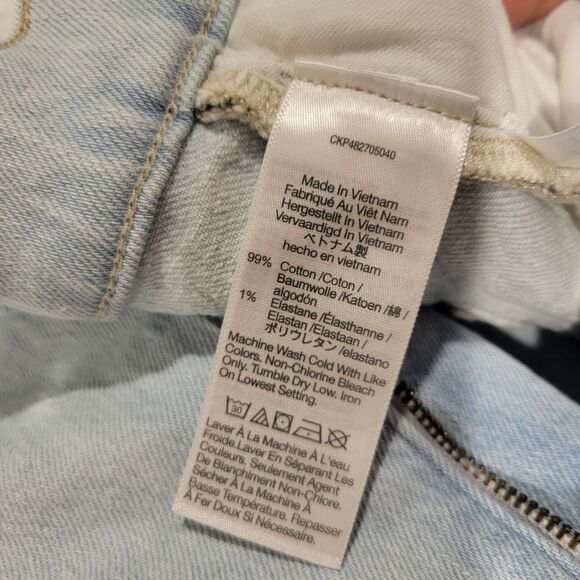 CKP482705040
Made In Vietnam
Fabriqué Au Viêt Nam
Hergestellt In Vietnam
Vervaardigd In Vietnam
ベトナム製
hecho en vietnam
99% Cotton /Coton /
Baumwolle /Katoen /綿 /
algodón
1% Elastane /Élasthanne /
Elastan /Elastaan /
ポリウレタン /elastano
Machine Wash Cold With Like
Colors. Non-Chlorine Bleach
Only. Tumble Dry Low. Iron
On Lowest Setting.
30
Laver À La Machine À L'eau
Froide.Laver En Séparant Les
Couleurs. Seulement Agent
De Blanchiment Non-Chlore.
Sécher À La Machine À
Basse Température. Repasser
À Fer Doux Si Nécessaire.